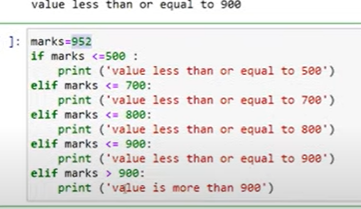 value less than or equal to 900
]: marks=952
if marks <=500 :
print ('value less than or equal to 500')
elif marks <= 700:
print ('value less than or equal to 700')
elif marks <= 800:
print ('value less than or equal to 800')
elif marks <= 900:
print ('value less than or equal to 900')
elif marks > 900:
print ('value is more than 900')